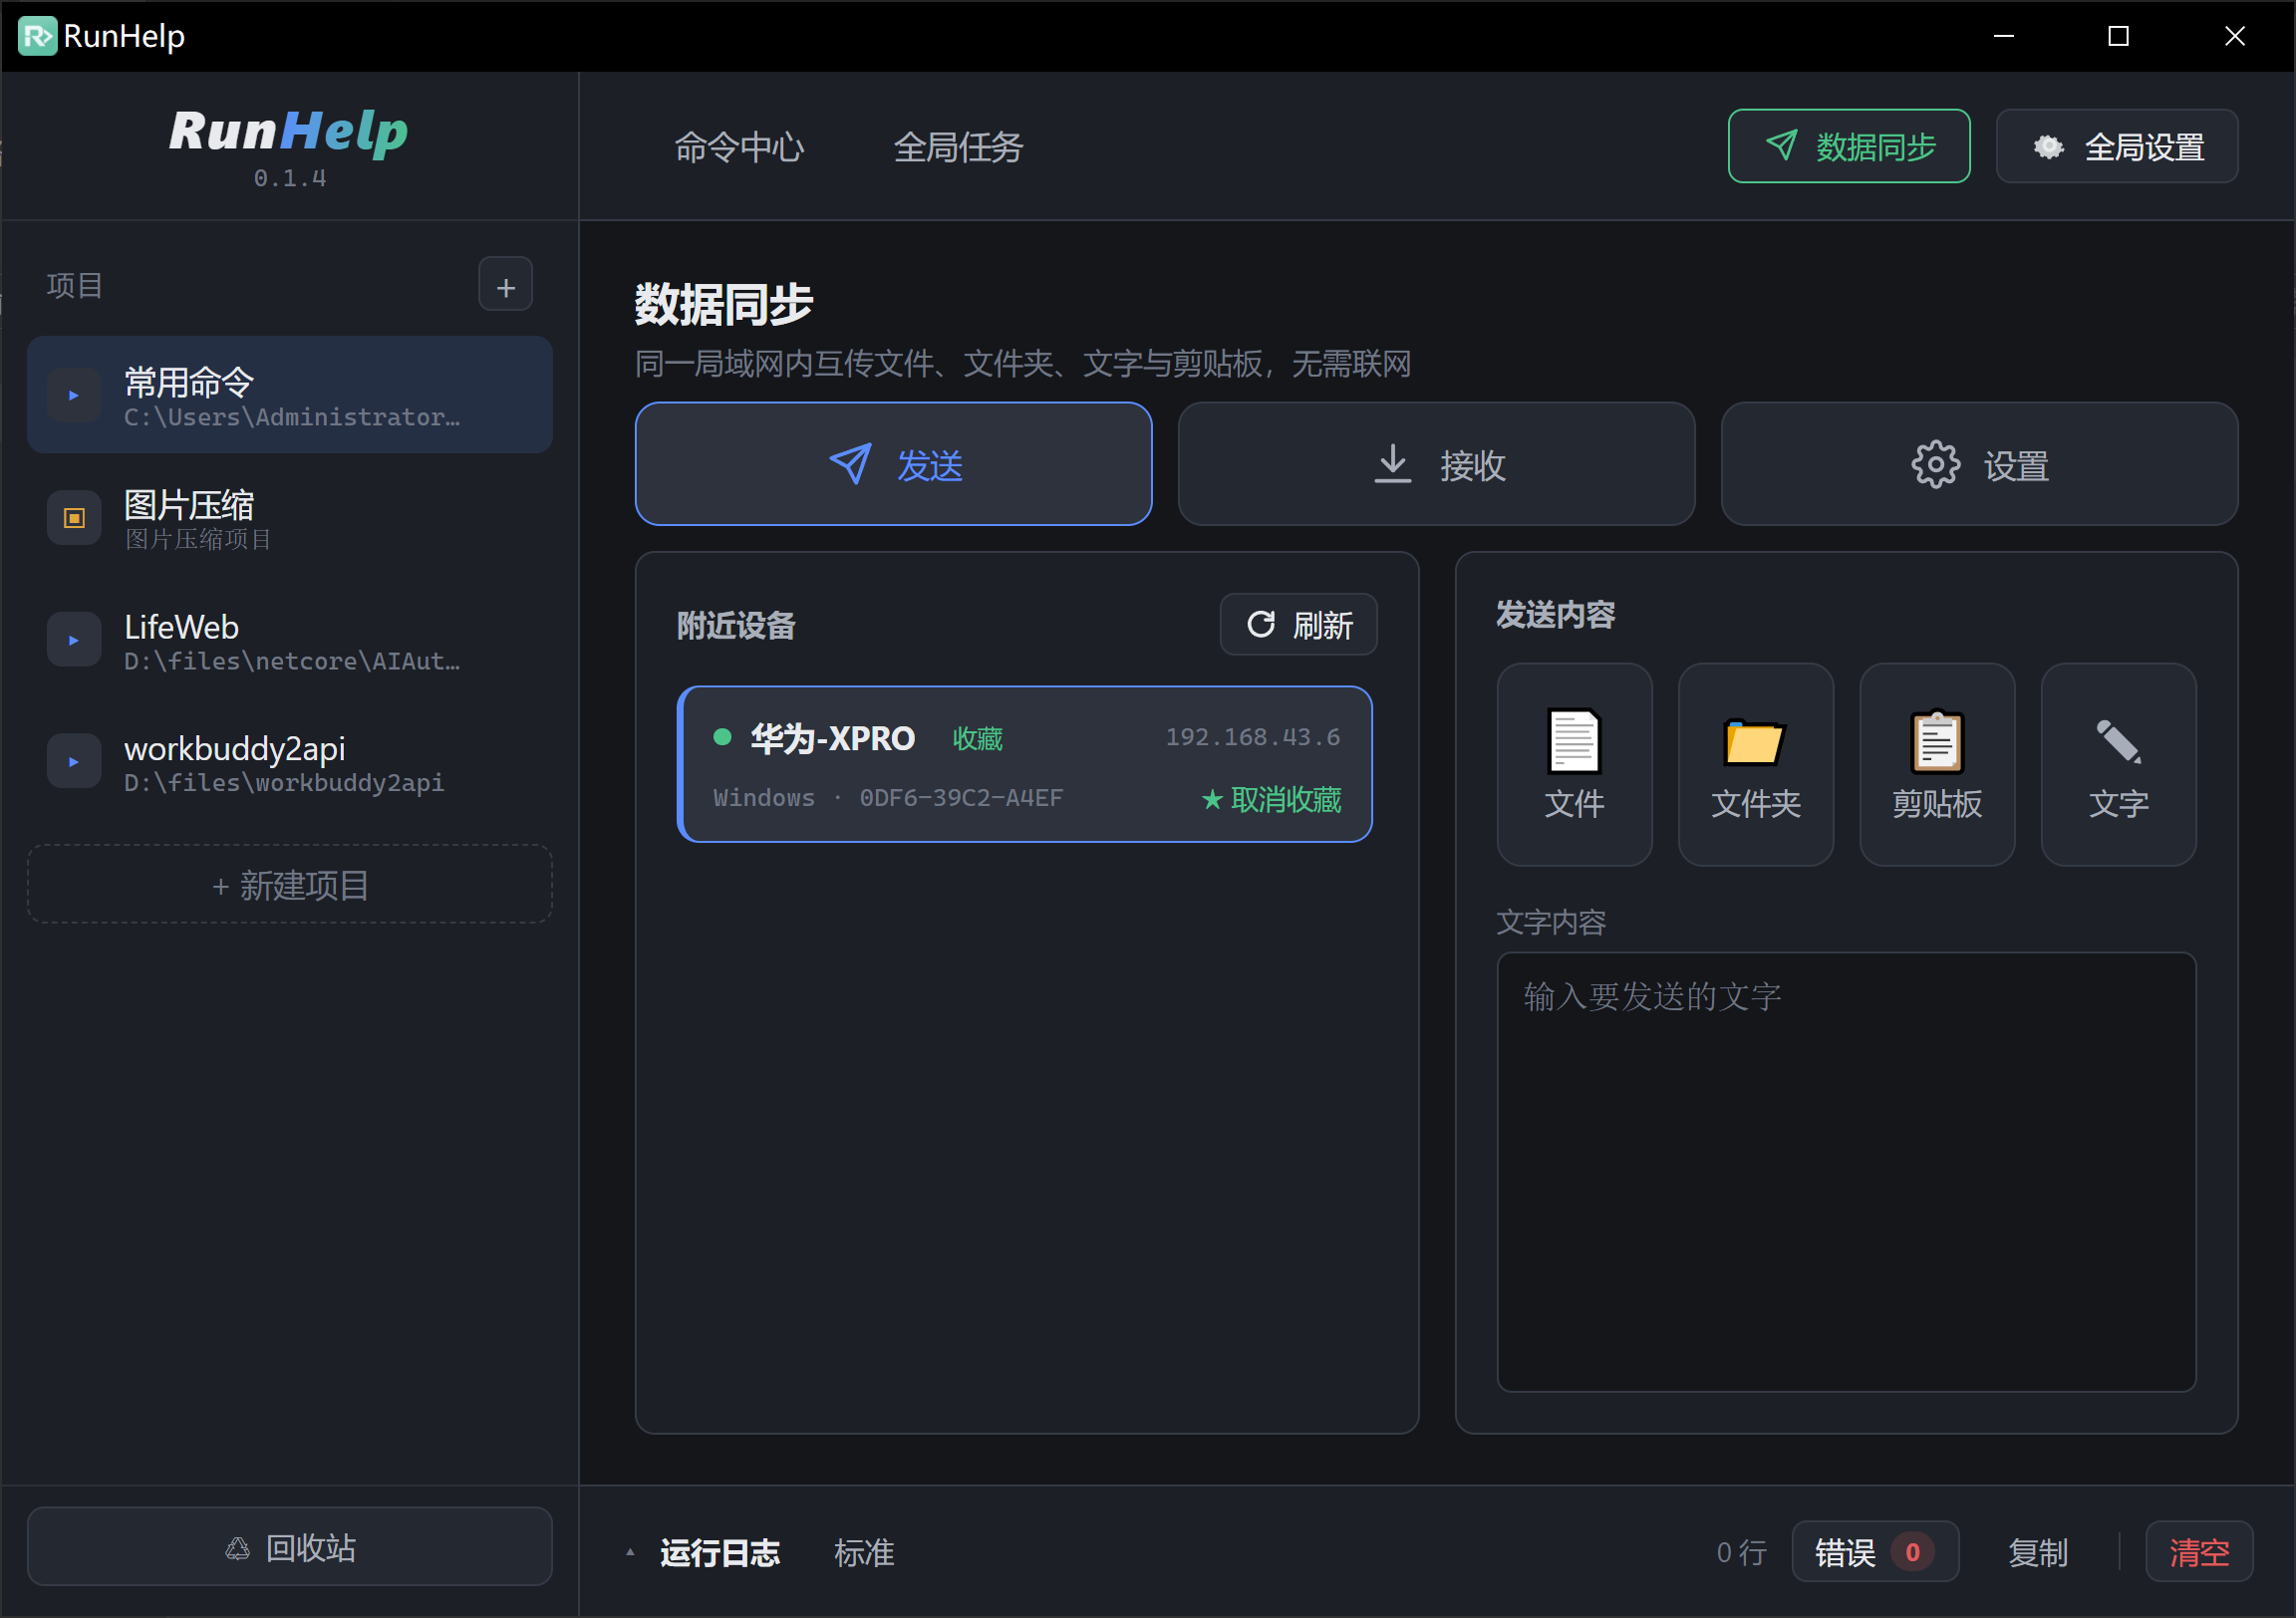 RunHelp
RunHelp
0.1.4
命令中心
全局任务
数据同步
全局设置
项目
+
常用命令
C:\Users\Administrator…
图片压缩
图片压缩项目
LifeWeb
D:\files\netcore\AIAut…
workbuddy2api
D:\files\workbuddy2api
+ 新建项目
回收站
数据同步
同一局域网内互传文件、文件夹、文字与剪贴板，无需联网
发送
接收
设置
附近设备
刷新
华为-XPRO 收藏 192.168.43.6
Windows · 0DF6-39C2-A4EF ★ 取消收藏
发送内容
文件
文件夹
剪贴板
文字
文字内容
输入要发送的文字
运行日志 标准
0 行 错误 0 复制 清空